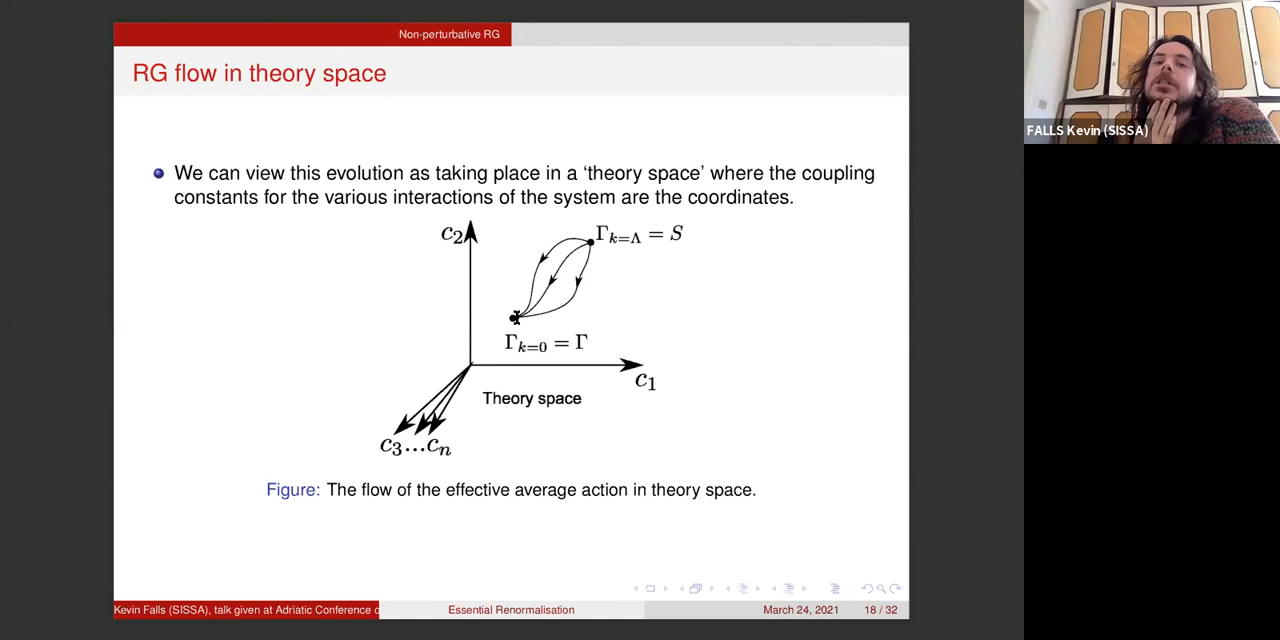 Non-perturbative RG
RG flow in theory space
We can view this evolution as taking place in a ‘theory space’ where the coupling
constants for the various interactions of the system are the coordinates.
c2
Γk=Λ = S
Γk=0 = Γ
c1
Theory space
c3...cn
Figure: The flow of the effective average action in theory space.
Kevin Falls (SISSA), talk given at Adriatic Conference o
Essential Renormalisation
March 24, 2021
18 / 32
FALLS Kevin (SISSA)